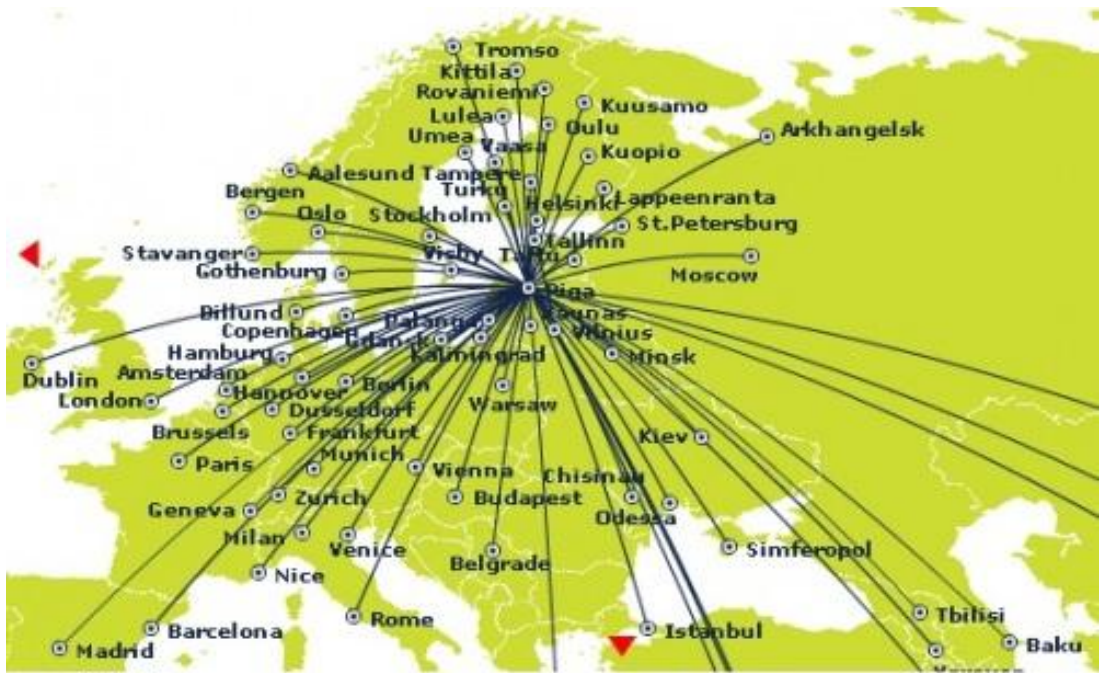 Tromso
Kittila
Rovaniemi
Kuusamo
Lulea
Oulu
Arkhangelsk
Umea
Vaasa
Kuopio
Aalesund
Tampere
Bergen
Turku
Helsinki
Lappeenranta
Oslo
Stockholm
St.Petersburg
Tallinn
Stavanger
Visby
Tartu
Gothenburg
Moscow
Riga
Billund
Palanga
Kaunas
Copenhagen
Gdansk
Vilnius
Hamburg
Kaliningrad
Minsk
Dublin
Amsterdam
Berlin
Hannover
London
Dusseldorf
Warsaw
Brussels
Frankfurt
Kiev
Munich
Paris
Vienna
Chisinau
Zurich
Budapest
Geneva
Odessa
Milan
Venice
Simferopol
Belgrade
Nice
Rome
Tbilisi
Barcelona
Istanbul
Baku
Madrid